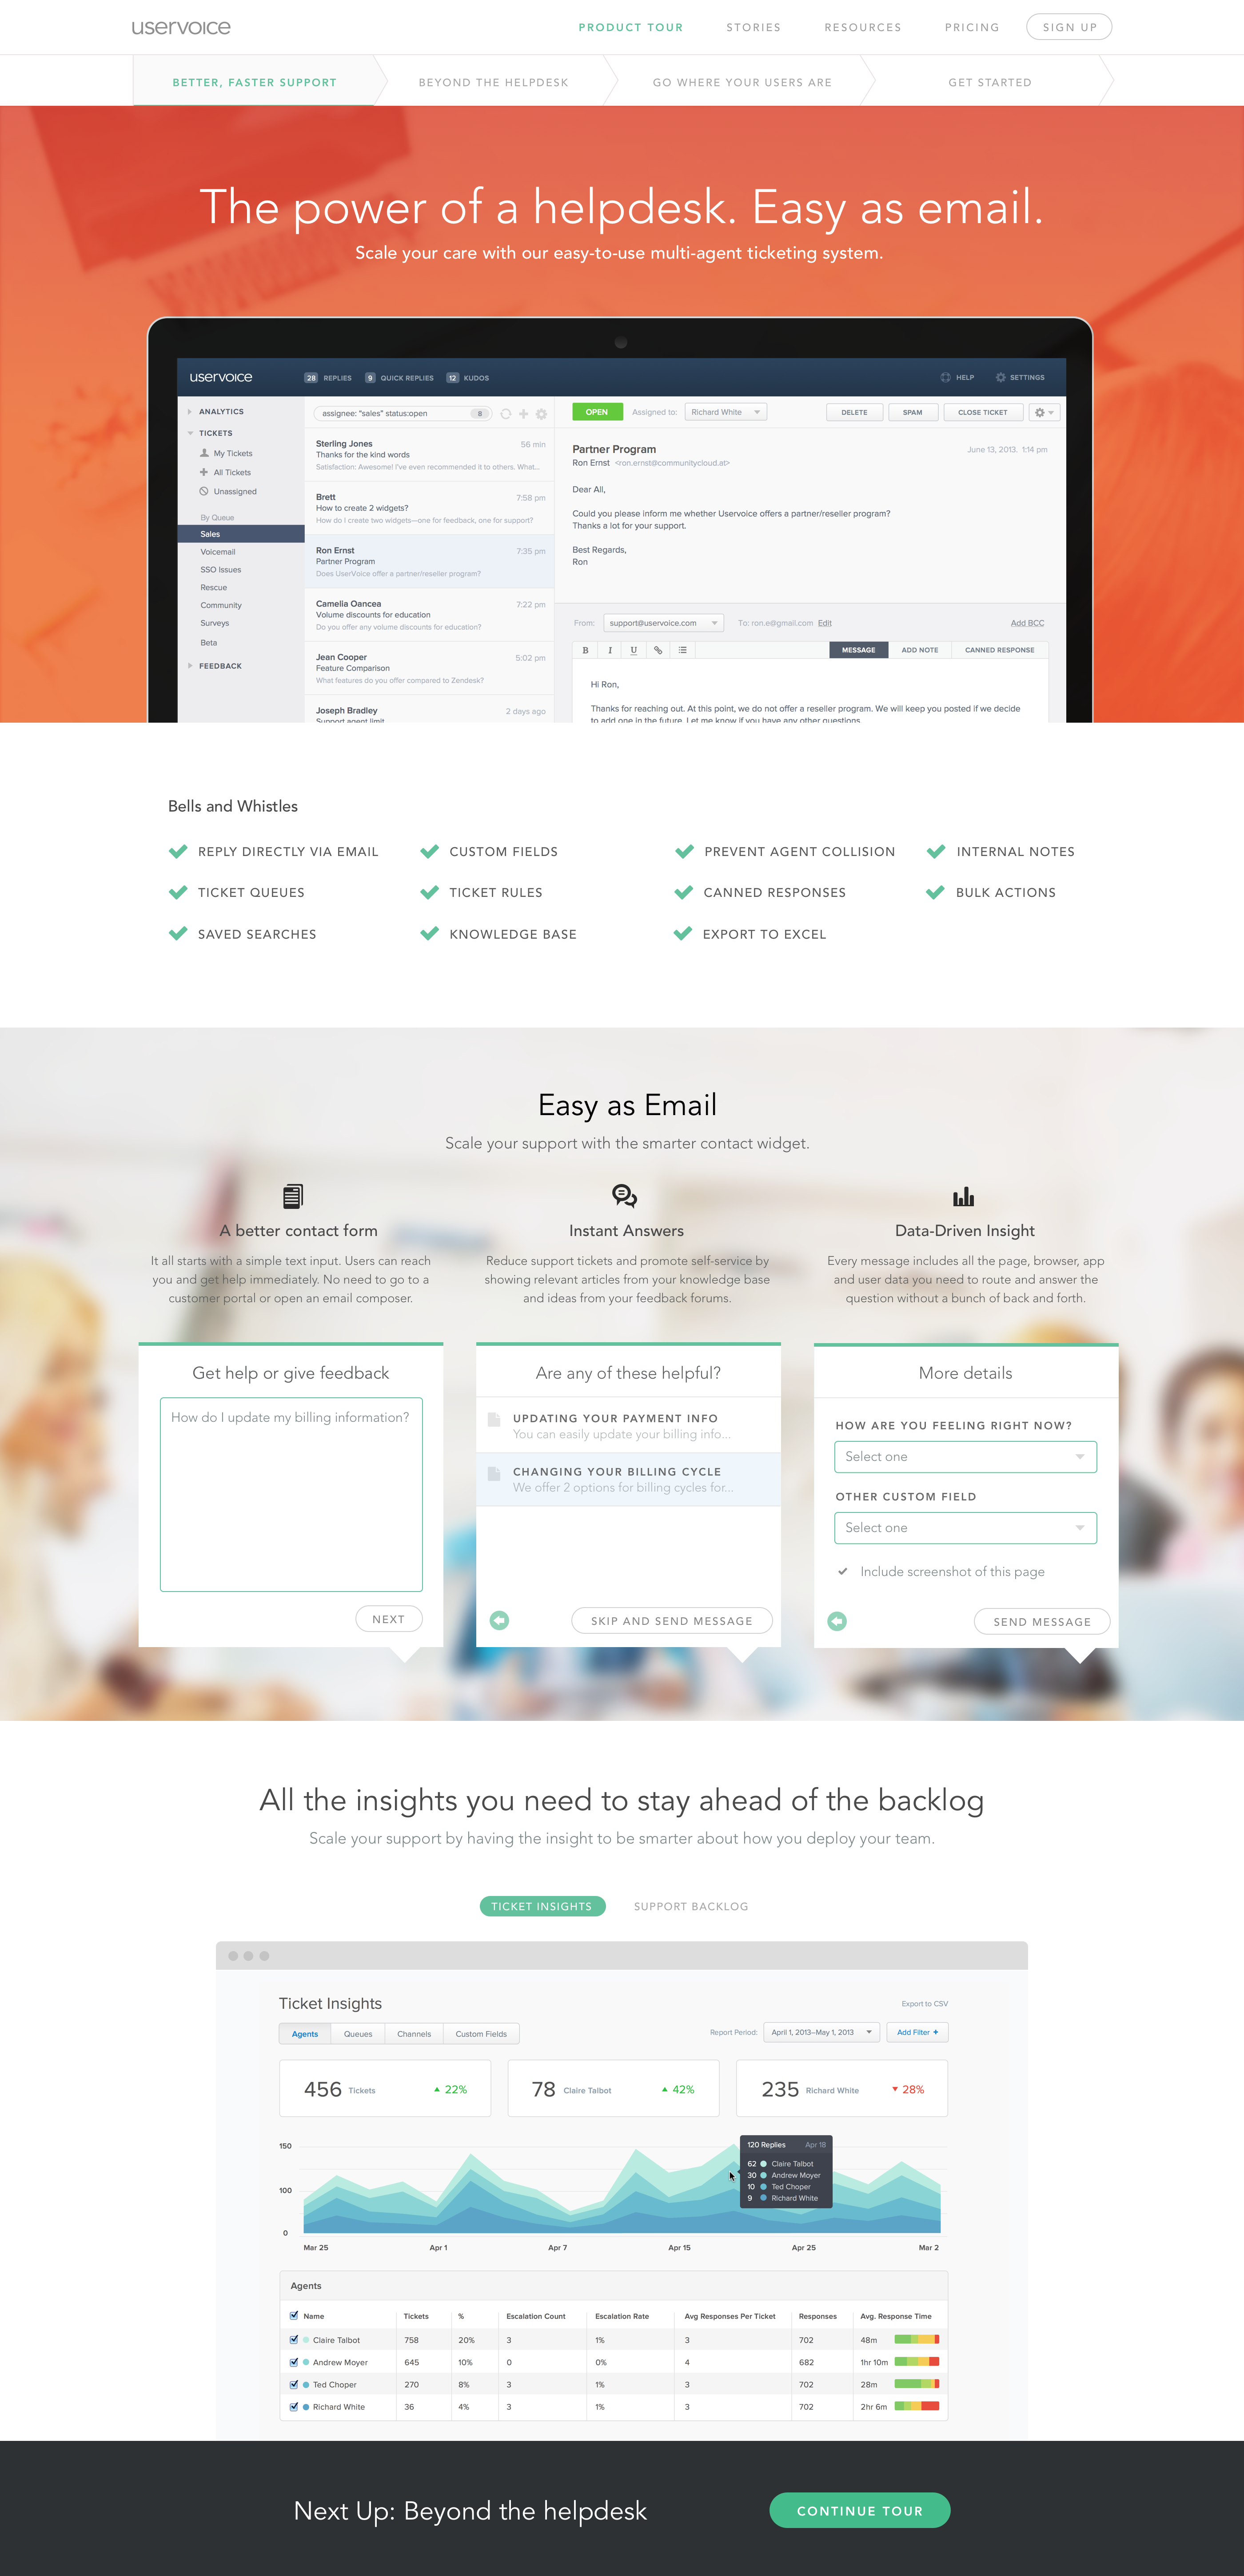 uservoice
PRODUCT TOUR
STORIES
RESOURCES
PRICING
SIGN UP
BETTER, FASTER SUPPORT
BEYOND THE HELPDESK
GO WHERE YOUR USERS ARE
GET STARTED
The power of a helpdesk. Easy as email.
Scale your care with our easy-to-use multi-agent ticketing system.
uservoice
28 REPLIES
9 QUICK REPLIES
12 KUDOS
HELP
SETTINGS
ANALYTICS
TICKETS
My Tickets
All Tickets
Unassigned
By Queue
Sales
Voicemail
SSO Issues
Rescue
Community
Surveys
Beta
FEEDBACK
assignee: "sales" status:open
8
Sterling Jones
56 min
Thanks for the kind words
Satisfaction: Awesome! I've even recommended it to others. What...
Brett
7:58 pm
How to create 2 widgets?
How do I create two widgets—one for feedback, one for support?
Ron Ernst
7:35 pm
Partner Program
Does UserVoice offer a partner/reseller program?
Camelia Oancea
7:22 pm
Volume discounts for education
Do you offer any volume discounts for education?
Jean Cooper
5:02 pm
Feature Comparison
What features do you offer compared to Zendesk?
Joseph Bradley
2 days ago
Support agent limit
OPEN
Assigned to:
Richard White
DELETE
SPAM
CLOSE TICKET
Partner Program
June 13, 2013. 1:14 pm
Ron Ernst <ron.ernst@communitycloud.at>
Dear All,
Could you please inform me whether Uservoice offers a partner/reseller program?
Thanks a lot for your support.
Best Regards,
Ron
From:
support@uservoice.com
To: ron.e@gmail.com Edit
Add BCC
B I U
MESSAGE
ADD NOTE
CANNED RESPONSE
Hi Ron,
Thanks for reaching out. At this point, we do not offer a reseller program. We will keep you posted if we decide
to add one in the future. Let me know if you have any other questions.
Bells and Whistles
REPLY DIRECTLY VIA EMAIL
CUSTOM FIELDS
PREVENT AGENT COLLISION
INTERNAL NOTES
TICKET QUEUES
TICKET RULES
CANNED RESPONSES
BULK ACTIONS
SAVED SEARCHES
KNOWLEDGE BASE
EXPORT TO EXCEL
Easy as Email
Scale your support with the smarter contact widget.
A better contact form
It all starts with a simple text input. Users can reach
you and get help immediately. No need to go to a
customer portal or open an email composer.
Instant Answers
Reduce support tickets and promote self-service by
showing relevant articles from your knowledge base
and ideas from your feedback forums.
Data-Driven Insight
Every message includes all the page, browser, app
and user data you need to route and answer the
question without a bunch of back and forth.
Get help or give feedback
How do I update my billing information?
NEXT
Are any of these helpful?
UPDATING YOUR PAYMENT INFO
You can easily update your billing info...
CHANGING YOUR BILLING CYCLE
We offer 2 options for billing cycles for...
SKIP AND SEND MESSAGE
More details
HOW ARE YOU FEELING RIGHT NOW?
Select one
OTHER CUSTOM FIELD
Select one
Include screenshot of this page
SEND MESSAGE
All the insights you need to stay ahead of the backlog
Scale your support by having the insight to be smarter about how you deploy your team.
TICKET INSIGHTS
SUPPORT BACKLOG
Ticket Insights
Export to CSV
Agents
Queues
Channels
Custom Fields
Report Period:
April 1, 2013–May 1, 2013
Add Filter +
456 Tickets
22%
78 Claire Talbot
42%
235 Richard White
28%
150
100
0
120 Replies Apr 18
62 Claire Talbot
30 Andrew Moyer
10 Ted Choper
9 Richard White
Mar 25
Apr 1
Apr 7
Apr 15
Apr 25
Mar 2
Agents
Name Tickets % Escalation Count Escalation Rate Avg Responses Per Ticket Responses Avg. Response Time
Claire Talbot 758 20% 3 1% 3 702 48m
Andrew Moyer 645 10% 0 0% 4 682 1hr 10m
Ted Choper 270 8% 3 1% 3 702 28m
Richard White 36 4% 3 1% 3 702 2hr 6m
Next Up: Beyond the helpdesk
CONTINUE TOUR